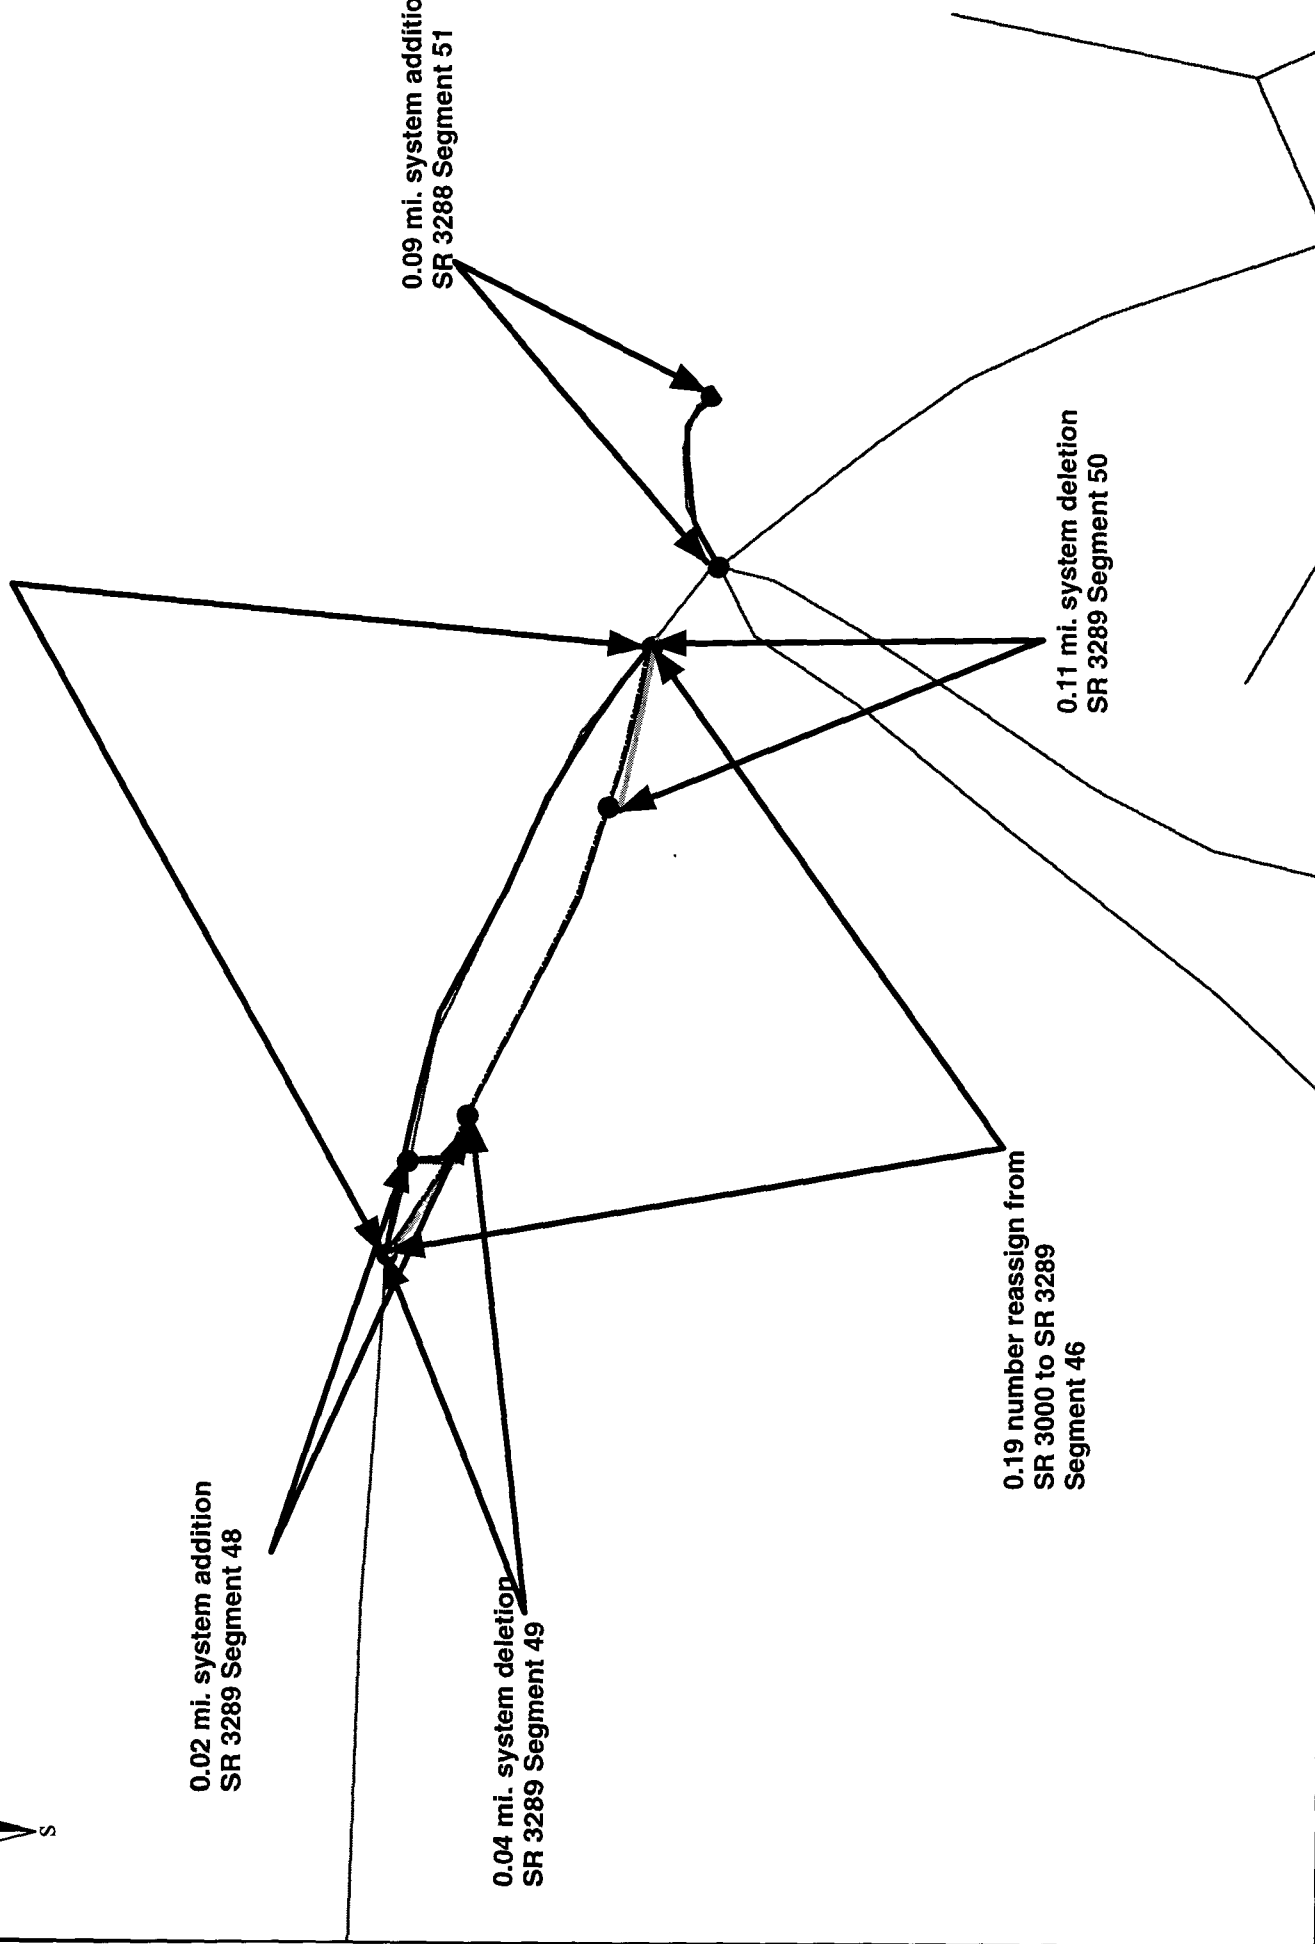 0.09 mi. system additio
SR 3288 Segment 51
0.11 mi. system deletion
SR 3289 Segment 50
0.02 mi. system addition
SR 3289 Segment 48
0.04 mi. system deletion
SR 3289 Segment 49
0.19 number reassign from
SR 3000 to SR 3289
Segment 46
S